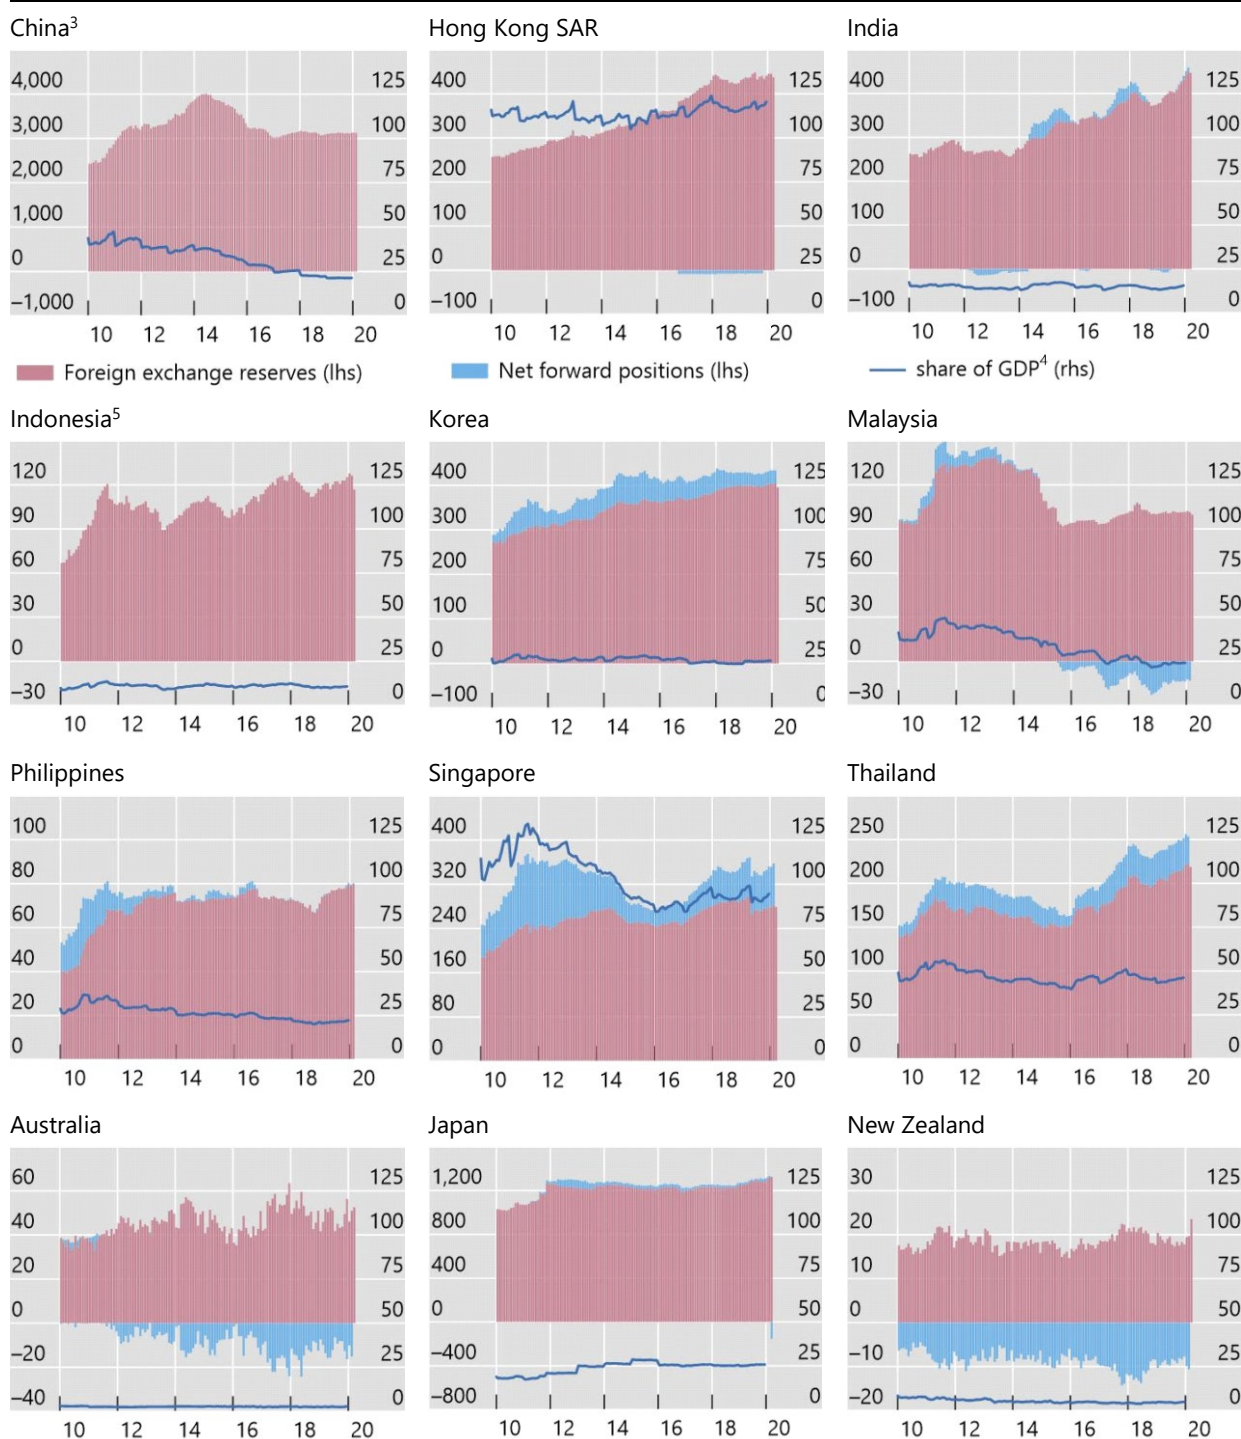 China³ Hong Kong SAR India
4,000 125 400 125 400 125
3,000 100 300 100 300 100
2,000 75 200 75 200 75
1,000 50 100 50 100 50
0 25 0 25 0 25
–1,000 0 –100 0 –100 0
10 12 14 16 18 20 10 12 14 16 18 20 10 12 14 16 18 20
Foreign exchange reserves (lhs) Net forward positions (lhs) share of GDP⁴ (rhs)
Indonesia⁵ Korea Malaysia
120 125 400 125 120 125
90 100 300 100 90 100
60 75 200 75 60 75
30 50 100 50 30 50
0 25 0 25 0 25
–30 0 –100 0 –30 0
10 12 14 16 18 20 10 12 14 16 18 20 10 12 14 16 18 20
Philippines Singapore Thailand
100 125 400 125 250 125
80 100 320 100 200 100
60 75 240 75 150 75
40 50 160 50 100 50
20 25 80 25 50 25
0 0 0 0 0 0
10 12 14 16 18 20 10 12 14 16 18 20 10 12 14 16 18 20
Australia Japan New Zealand
60 125 1,200 125 30 125
40 100 800 100 20 100
20 75 400 75 10 75
0 50 0 50 0 50
–20 25 –400 25 –10 25
–40 0 –800 0 –20 0
10 12 14 16 18 20 10 12 14 16 18 20 10 12 14 16 18 20